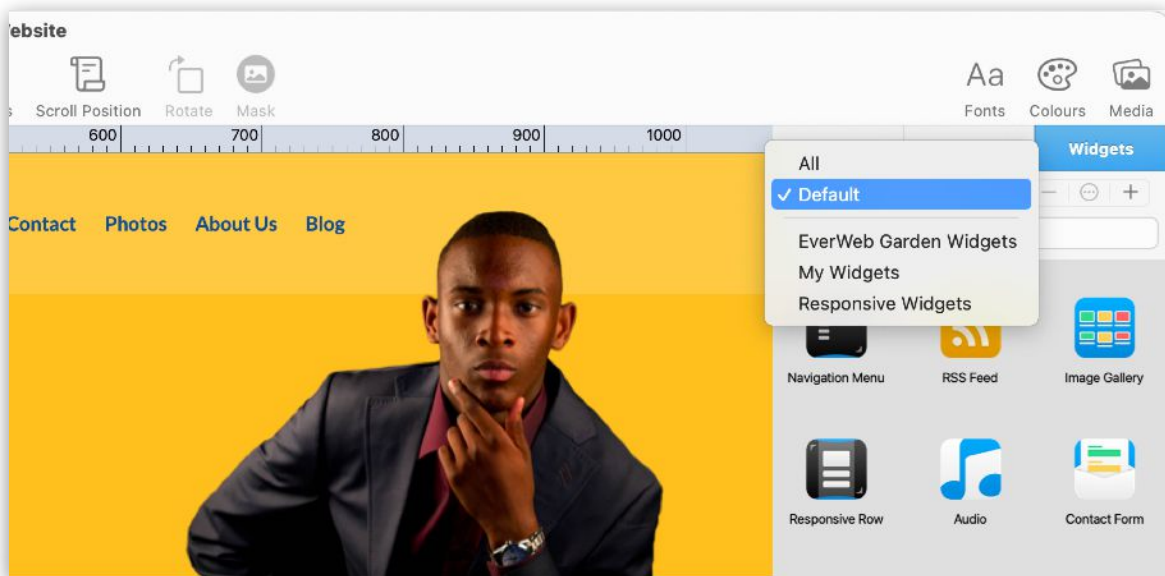 ebsite
Scroll Position Rotate Mask
Fonts Colours Media
600 700 800 900 1000
Widgets
All
✓ Default
EverWeb Garden Widgets
My Widgets
Responsive Widgets
Contact Photos About Us Blog
Navigation Menu RSS Feed Image Gallery
Responsive Row Audio Contact Form